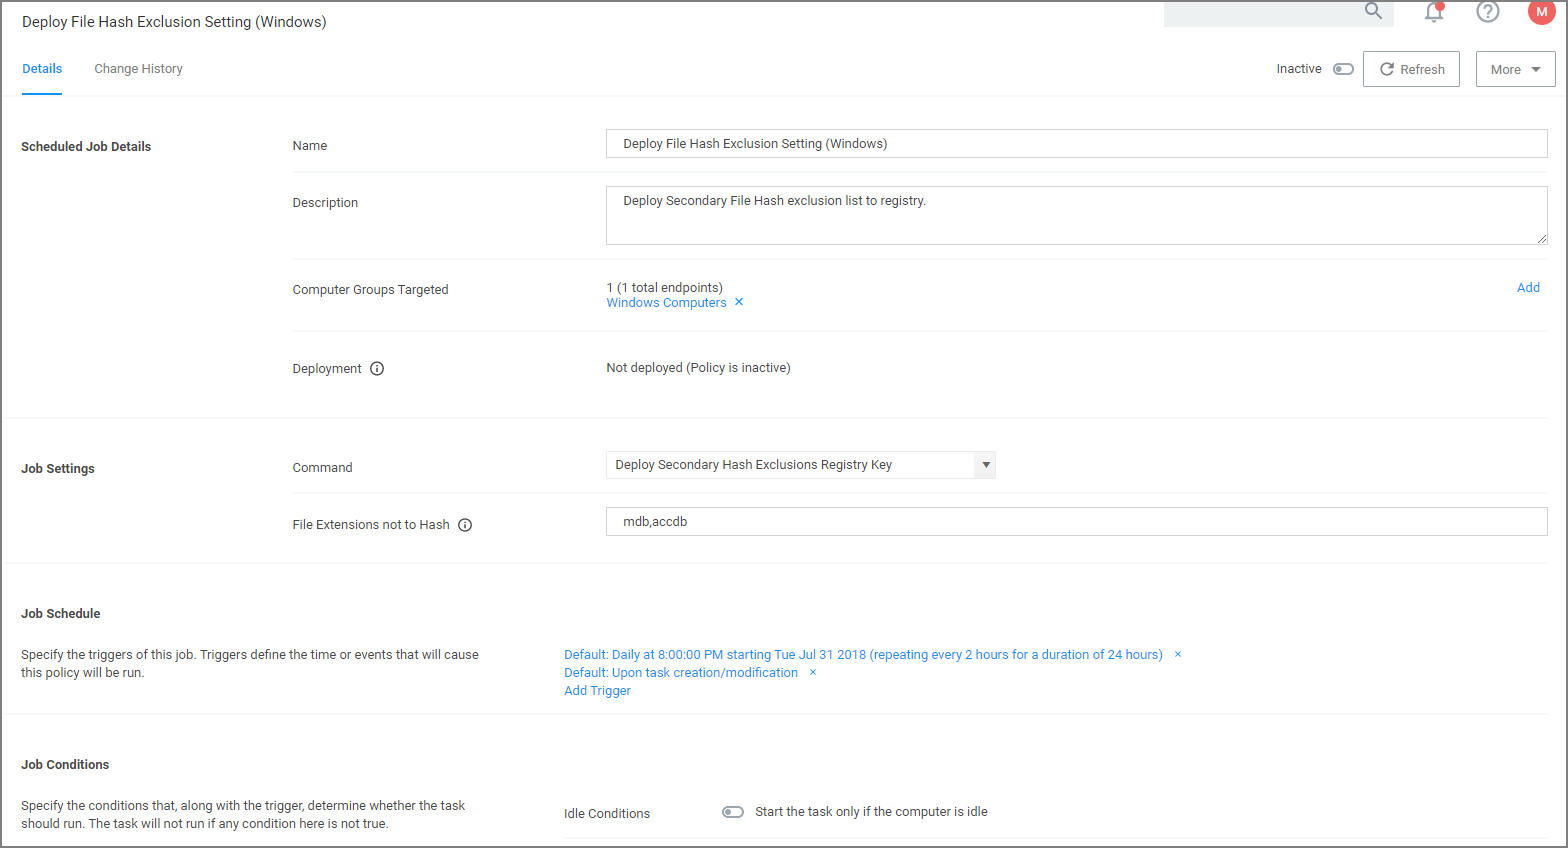 Deploy File Hash Exclusion Setting (Windows)
M
Details
Change History
Inactive
Refresh
More
Scheduled Job Details
Name
Deploy File Hash Exclusion Setting (Windows)
Description
Deploy Secondary File Hash exclusion list to registry.
Computer Groups Targeted
1 (1 total endpoints)
Add
Windows Computers
Deployment
Not deployed (Policy is inactive)
Job Settings
Command
Deploy Secondary Hash Exclusions Registry Key
File Extensions not to Hash
mdb,accdb
Job Schedule
Specify the triggers of this job. Triggers define the time or events that will cause
this policy will be run.
Default: Daily at 8:00:00 PM starting Tue Jul 31 2018 (repeating every 2 hours for a duration of 24 hours)
Default: Upon task creation/modification
Add Trigger
Job Conditions
Specify the conditions that, along with the trigger, determine whether the task
should run. The task will not run if any condition here is not true.
Idle Conditions
Start the task only if the computer is idle